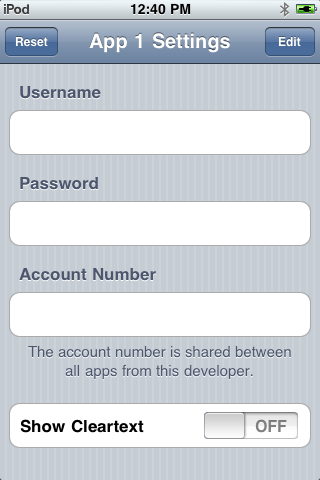 iPod 12:40 PM
Reset App 1 Settings Edit
Username
Password
Account Number
The account number is shared between
all apps from this developer.
Show Cleartext OFF